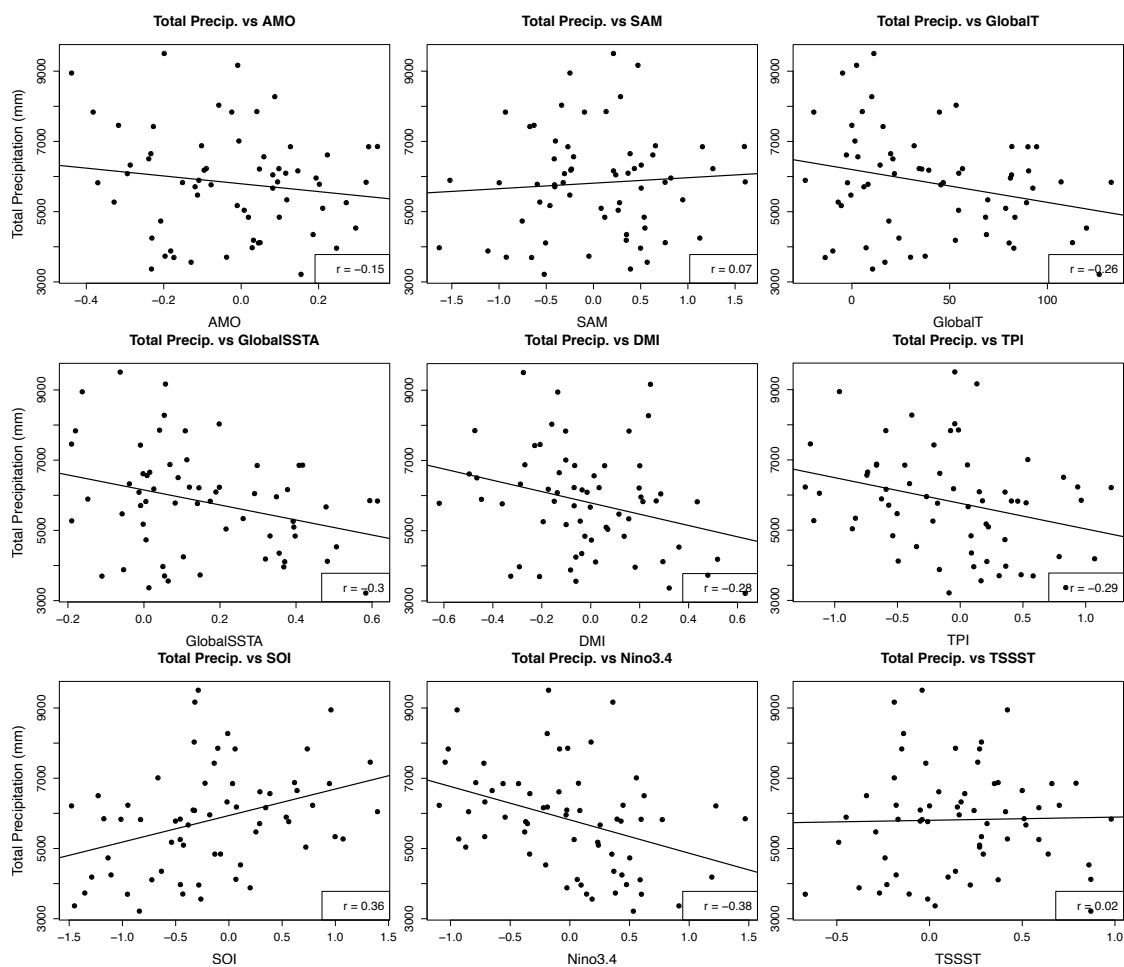 Total Precip. vs AMO
Total Precip. vs SAM
Total Precip. vs GlobalT
Total Precipitation (mm)
3000 5000 7000 9000
−0.4 −0.2 0.0 0.2
AMO
r = −0.15
−1.5 −1.0 −0.5 0.0 0.5 1.0 1.5
SAM
3000 5000 7000 9000
r = 0.07
0 50 100
GlobalT
3000 5000 7000 9000
r = −0.26
Total Precip. vs GlobalSSTA
Total Precip. vs DMI
Total Precip. vs TPI
Total Precipitation (mm)
3000 5000 7000 9000
−0.2 0.0 0.2 0.4 0.6
GlobalSSTA
r = −0.3
3000 5000 7000 9000
−0.6 −0.4 −0.2 0.0 0.2 0.4 0.6
DMI
r = −0.28
3000 5000 7000 9000
−1.0 −0.5 0.0 0.5 1.0
TPI
r = −0.29
Total Precip. vs SOI
Total Precip. vs Nino3.4
Total Precip. vs TSSST
Total Precipitation (mm)
3000 5000 7000 9000
−1.5 −1.0 −0.5 0.0 0.5 1.0 1.5
SOI
r 0.36
3000 5000 7000 9000
−1.0 −0.5 0.0 0.5 1.0 1.5
Nino3.4
r = −0.38
3000 5000 7000 9000
−0.5 0.0 0.5 1.0
TSSST
r = 0.02